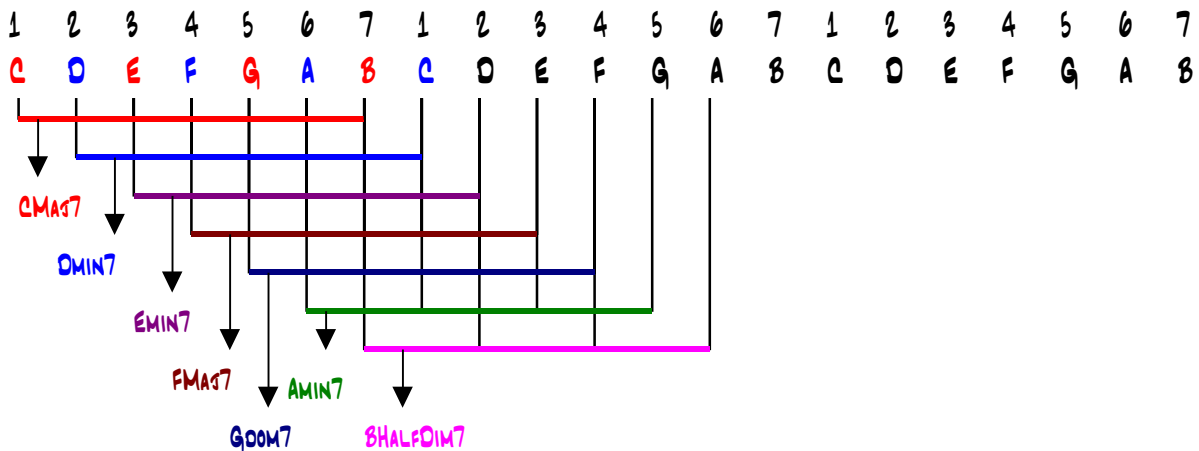 1 2 3 4 5 6 7 1 2 3 4 5 6 7 1 2 3 4 5 6 7
C D E F G A B C D E F G A B C D E F G A B
CMaj7
Dmin7
Emin7
FMaj7
Amin7
Gdom7 BHalfDim7